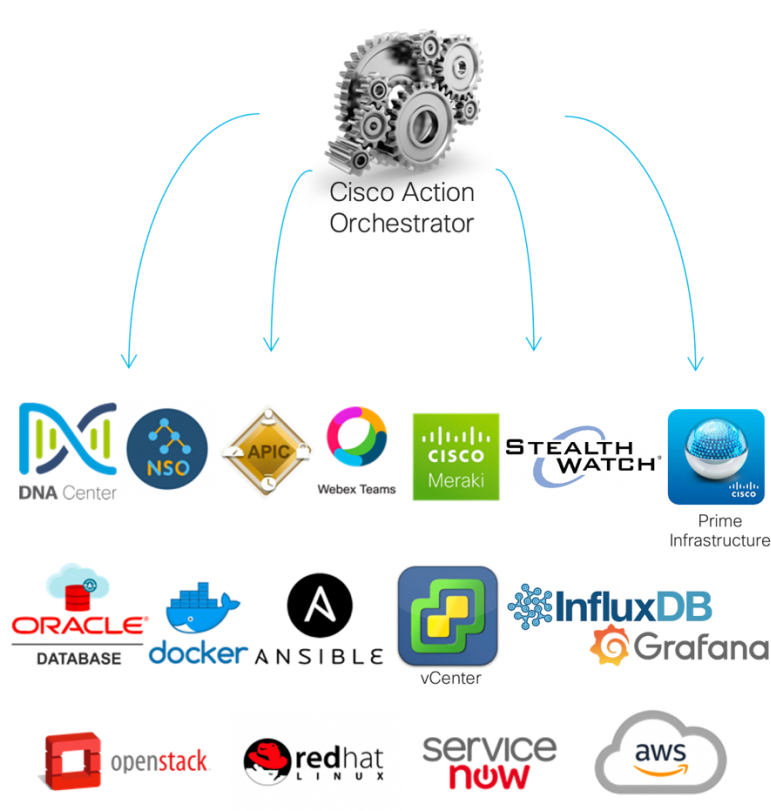 Cisco Action
Orchestrator
DNA Center
NSO
APIC
Webex Teams
CISCO
Meraki
STEALTH
WATCH®
CISCO
Prime
Infrastructure
ORACLE®
DATABASE
docker
ANSIBLE
vCenter
InfluxDB
Grafana
openstack
redhat
LINUX
service
now
aws